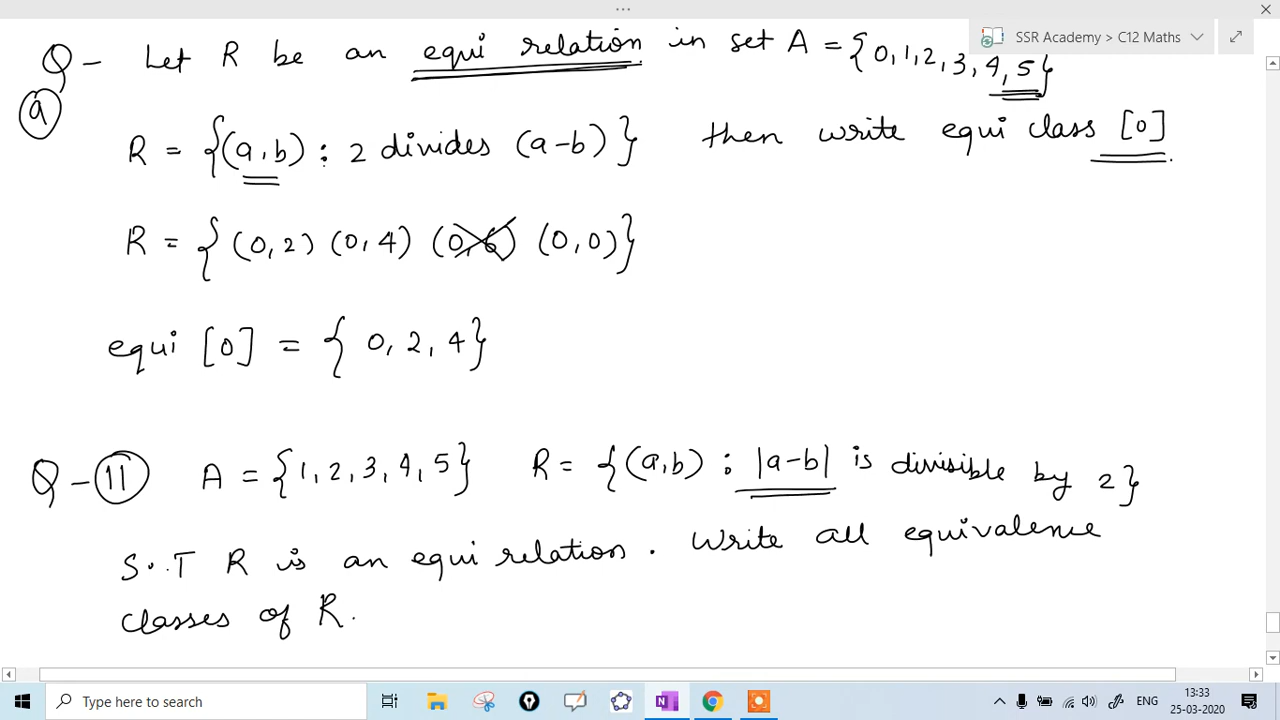 SSR Academy > C12 Maths
Q - Let R be an equi relation in set A = {0, 1, 2, 3, 4, 5}
9
R = {(a, b) : 2 divides (a-b)} then write equi class [0]
R = { (0, 2) (0, 4) (0, 6) (0, 0)}
equi [0] = { 0, 2, 4}
Q - 11 A = {1, 2, 3, 4, 5} R = {(a, b) : |a-b| is divisible by 2}
S.T R is an equi relation. Write all equivalence
classes of R.
Type here to search
ENG
13:33
25-03-2020